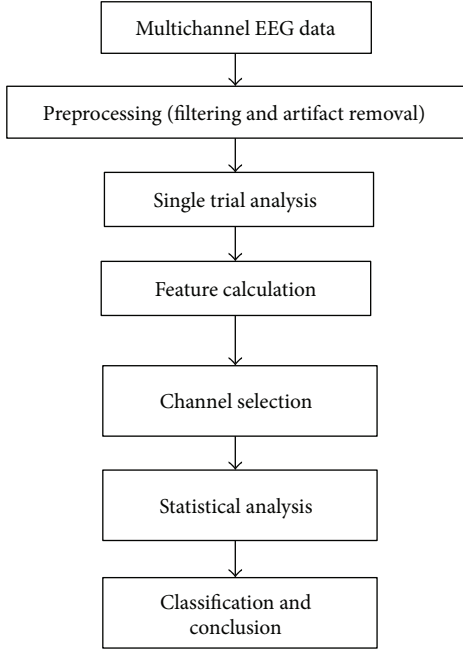 Multichannel EEG data
Preprocessing (filtering and artifact removal)
Single trial analysis
Feature calculation
Channel selection
Statistical analysis
Classification and
conclusion